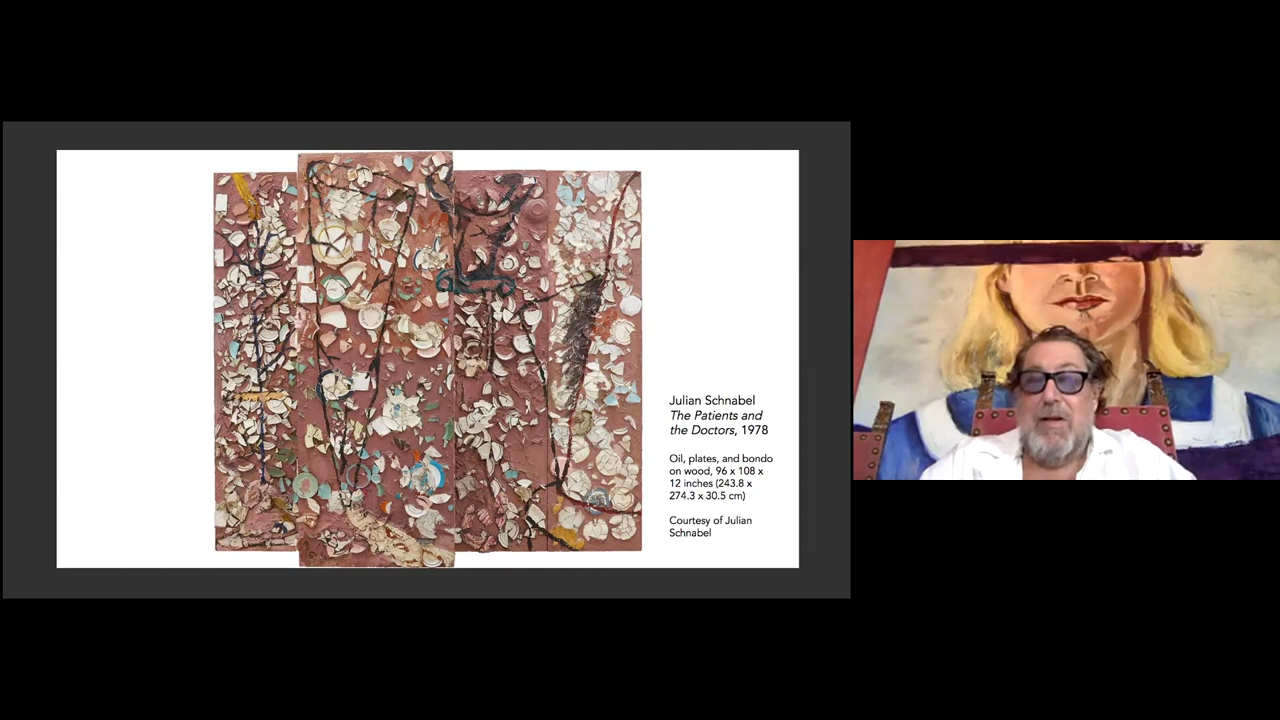 Julian Schnabel
The Patients and
the Doctors, 1978
Oil, plates, and bondo
on wood, 96 x 108 x
12 inches (243.8 x
274.3 x 30.5 cm)
Courtesy of Julian
Schnabel